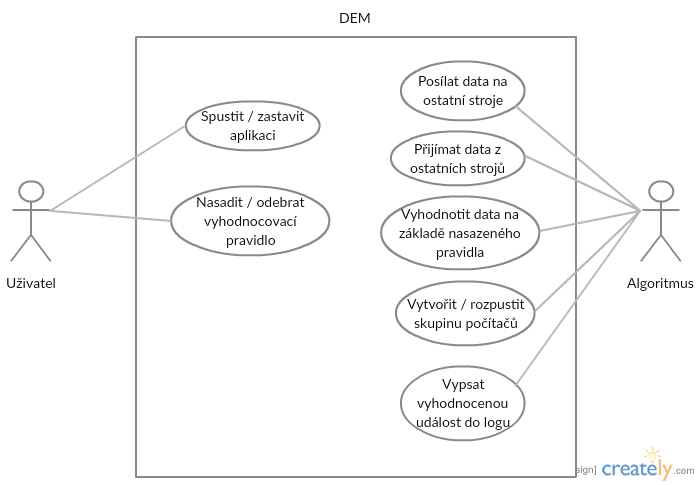 DEM
Spustit / zastavit
aplikaci
Nasadit / odebrat
vyhodnocovací
pravidlo
Uživatel
Posílat data na
ostatní stroje
Přijímat data z
ostatních strojů
Vyhodnotit data na
základě nasazeného
pravidla
Vytvořit / rozpustit
skupinu počítačů
Vypsat
vyhodnocenou
událost do logu
Algoritmus
sign] creately.com